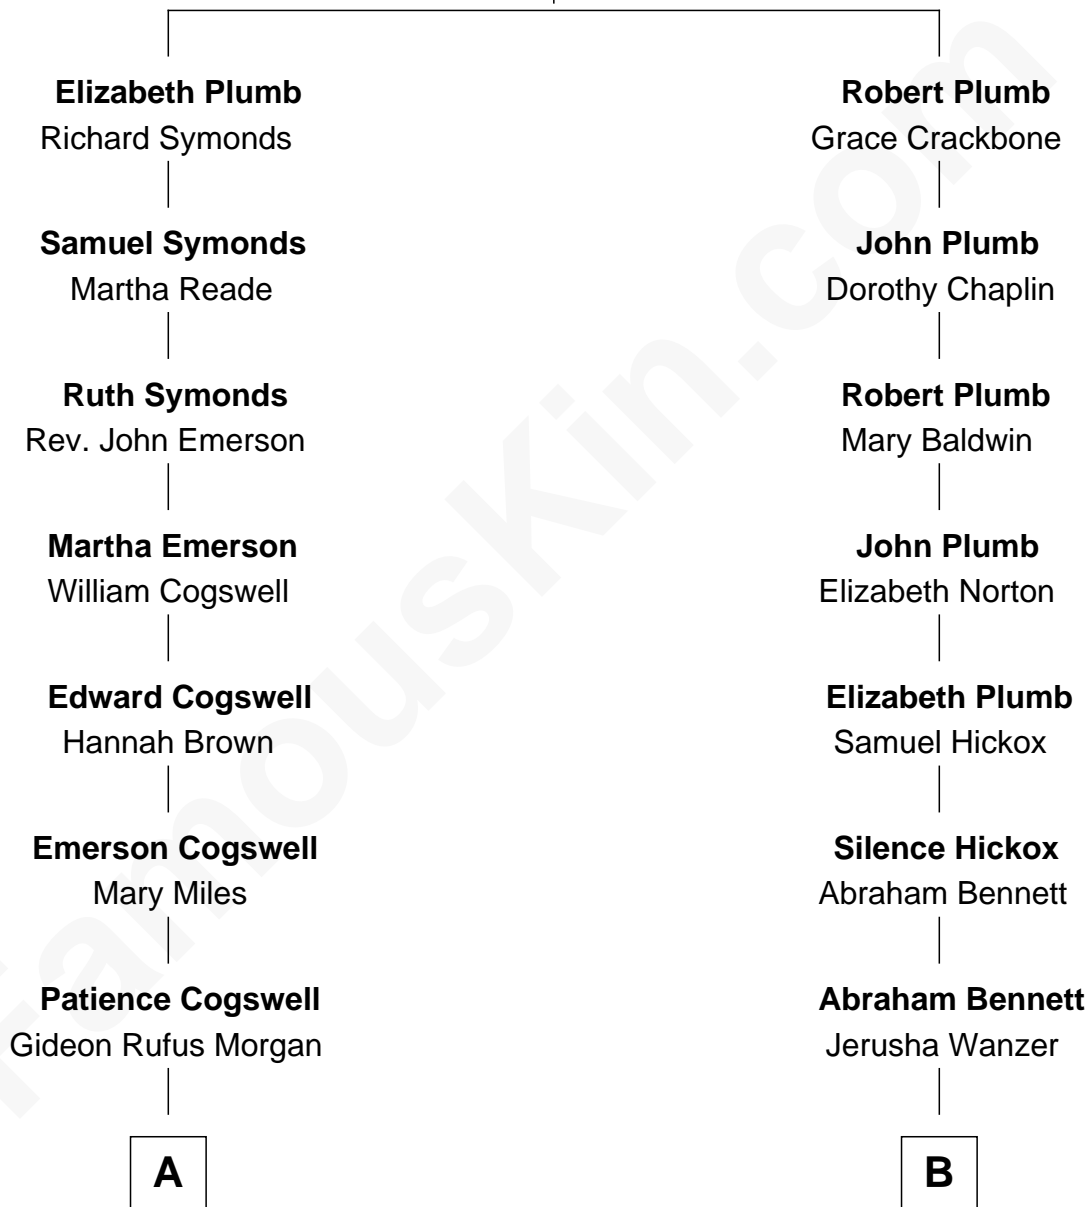 Elizabeth Plumb
Richard Symonds
Robert Plumb
Grace Crackbone
Samuel Symonds
Martha Reade
John Plumb
Dorothy Chaplin
Ruth Symonds
Rev. John Emerson
Robert Plumb
Mary Baldwin
Martha Emerson
William Cogswell
John Plumb
Elizabeth Norton
Edward Cogswell
Hannah Brown
Elizabeth Plumb
Samuel Hickox
Emerson Cogswell
Mary Miles
Silence Hickox
Abraham Bennett
Patience Cogswell
Gideon Rufus Morgan
Abraham Bennett
Jerusha Wanzer
A
B
FamousKin.com